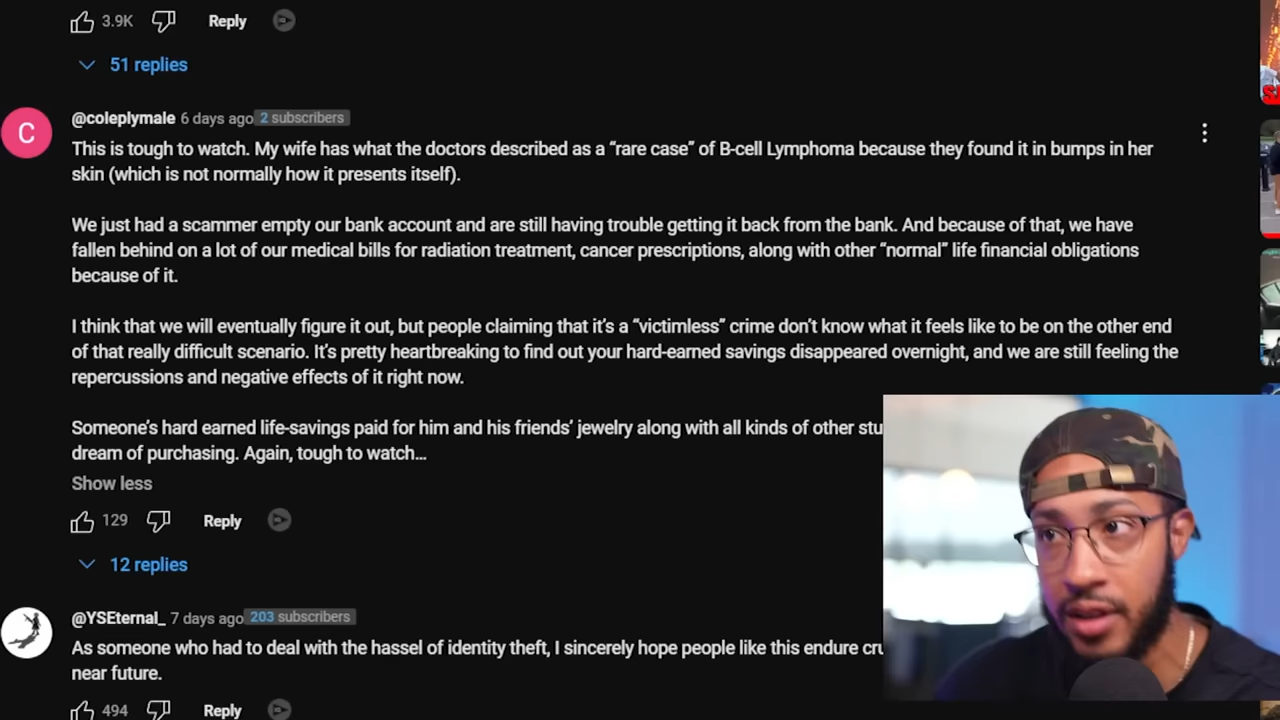 3.9K Reply
51 replies
@coleplymale 6 days ago 2 subscribers
This is tough to watch. My wife has what the doctors described as a “rare case” of B-cell Lymphoma because they found it in bumps in her
skin (which is not normally how it presents itself).
We just had a scammer empty our bank account and are still having trouble getting it back from the bank. And because of that, we have
fallen behind on a lot of our medical bills for radiation treatment, cancer prescriptions, along with other “normal” life financial obligations
because of it.
I think that we will eventually figure it out, but people claiming that it’s a “victimless” crime don’t know what it feels like to be on the other end
of that really difficult scenario. It’s pretty heartbreaking to find out your hard-earned savings disappeared overnight, and we are still feeling the
repercussions and negative effects of it right now.
Someone’s hard earned life-savings paid for him and his friends’ jewelry along with all kinds of other
dream of purchasing. Again, tough to watch…
Show less
129 Reply
12 replies
C
@YSEternal_ 7 days ago 203 subscribers
As someone who had to deal with the hassel of identity theft, I sincerely hope people like this endure
near future.
494 Reply